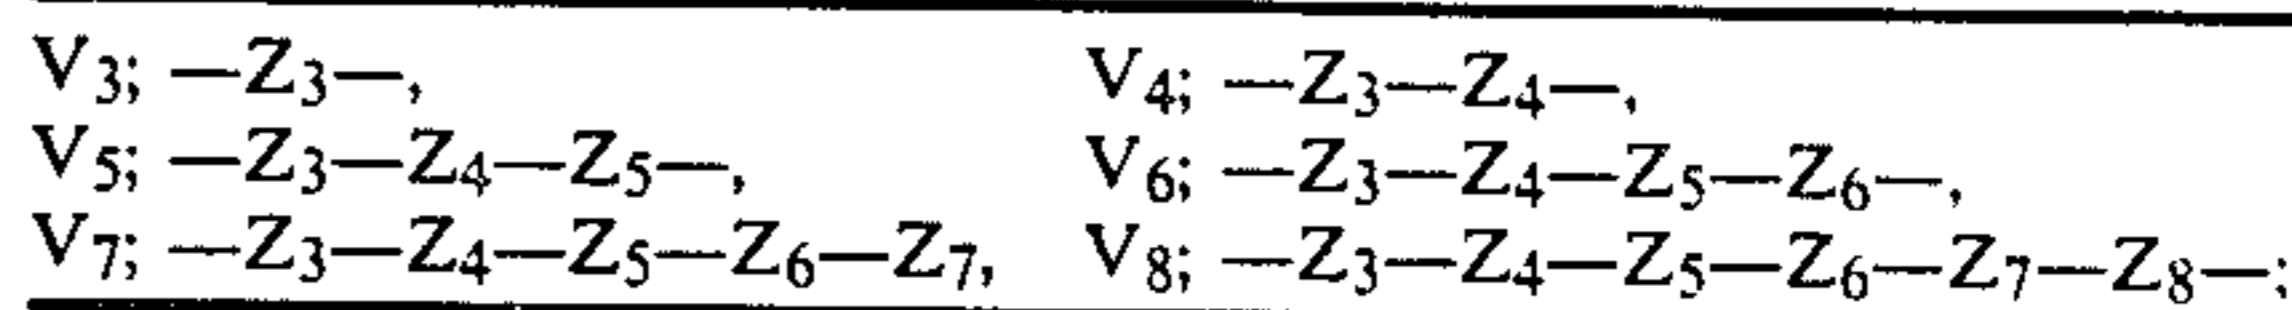 V3; —Z3—, V4; —Z3—Z4—,
V5; —Z3—Z4—Z5—, V6; —Z3—Z4—Z5—Z6—,
V7; —Z3—Z4—Z5—Z6—Z7, V8; —Z3—Z4—Z5—Z6—Z7—Z8—;